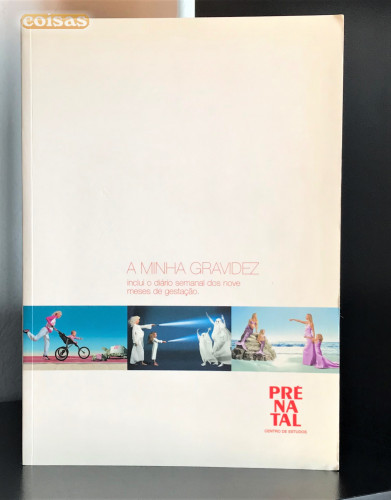 coisas
A MINHA GRAVIDEZ
inclui o diário semanal dos nove
meses de gestação.
PRÉ
NA
TAL
CENTRO DE ESTUDOS